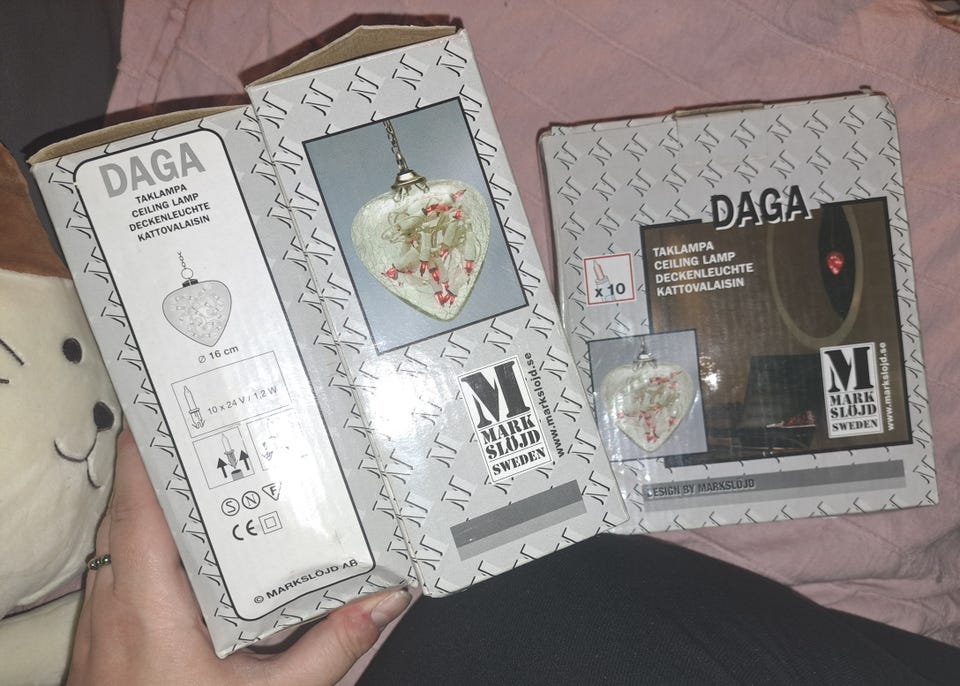 DAGA
TAKLAMPA
CEILING LAMP
DECKENLEUCHTE
KATTOVALAISIN
Ø 16 cm
10 x 24 V / 1,2 W
S N F
CE
© MARKSLÖJD AB
M
MARK
SLÖJD
SWEDEN
www.markslojd.se
DAGA
TAKLAMPA
CEILING LAMP
DECKENLEUCHTE
KATTOVALAISIN
x 10
M
MARK
SLÖJD
SWEDEN
www.markslojd.se
DESIGN BY MARKSLÖJD